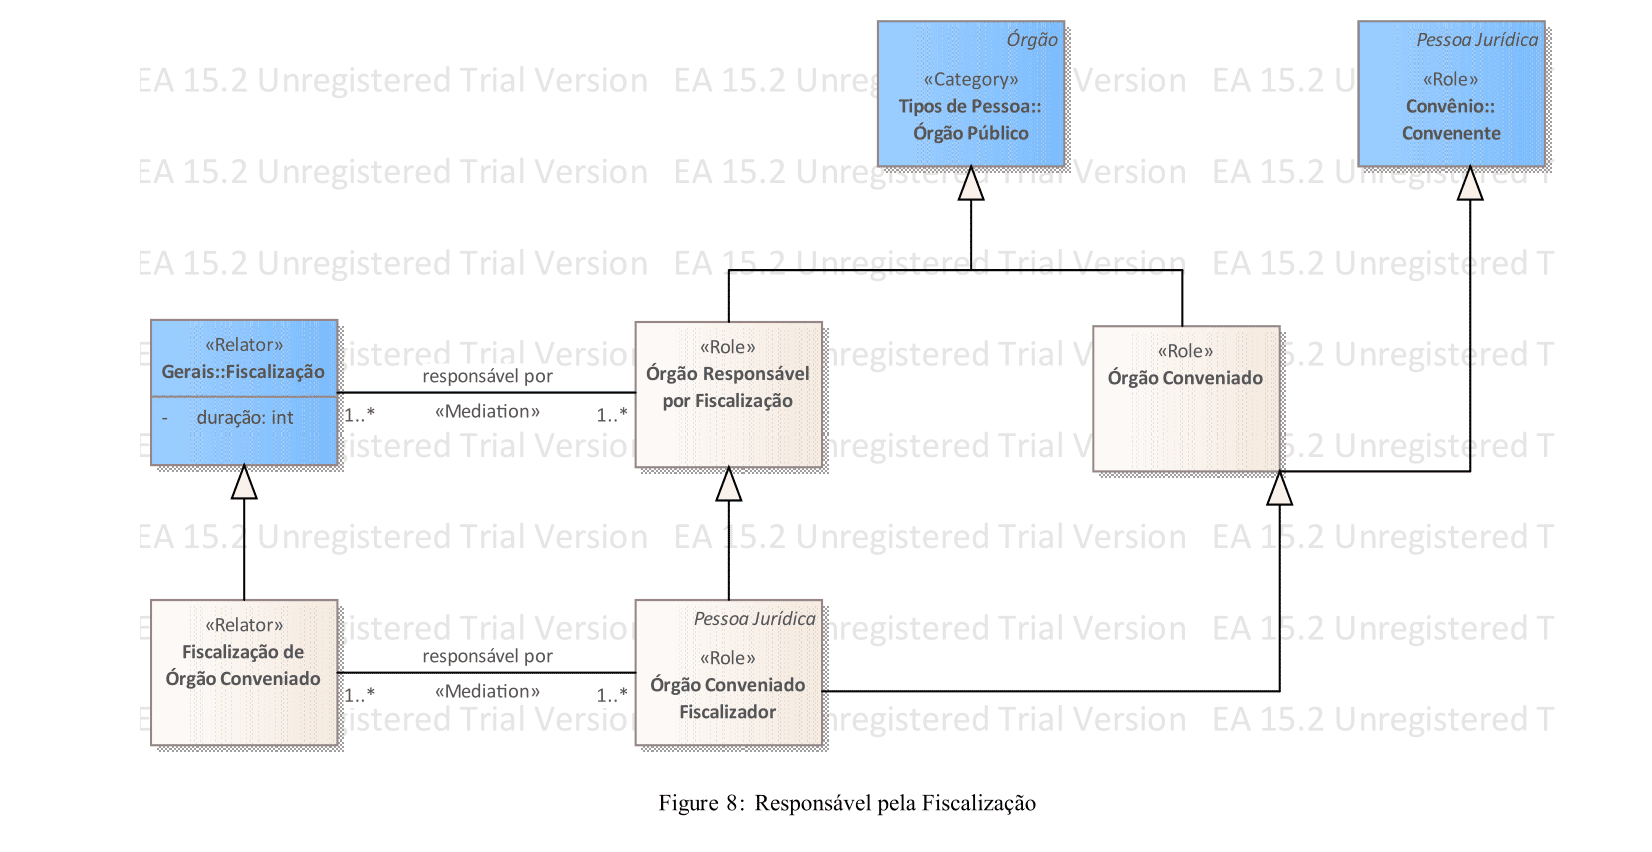 Órgão
«Category»
Tipos de Pessoa::
Órgão Público
Pessoa Jurídica
«Role»
Convênio::
Convenente
EA 15.2 Unregistered Trial Version
«Relator»
Gerais::Fiscalização
- duração: int
responsável por
1..*
«Mediation»
1..*
«Role»
Órgão Responsável
por Fiscalização
«Role»
Órgão Conveniado
«Relator»
Fiscalização de
Órgão Conveniado
responsável por
1..*
«Mediation»
1..*
Pessoa Jurídica
«Role»
Órgão Conveniado
Fiscalizador
Figure 8: Responsável pela Fiscalização